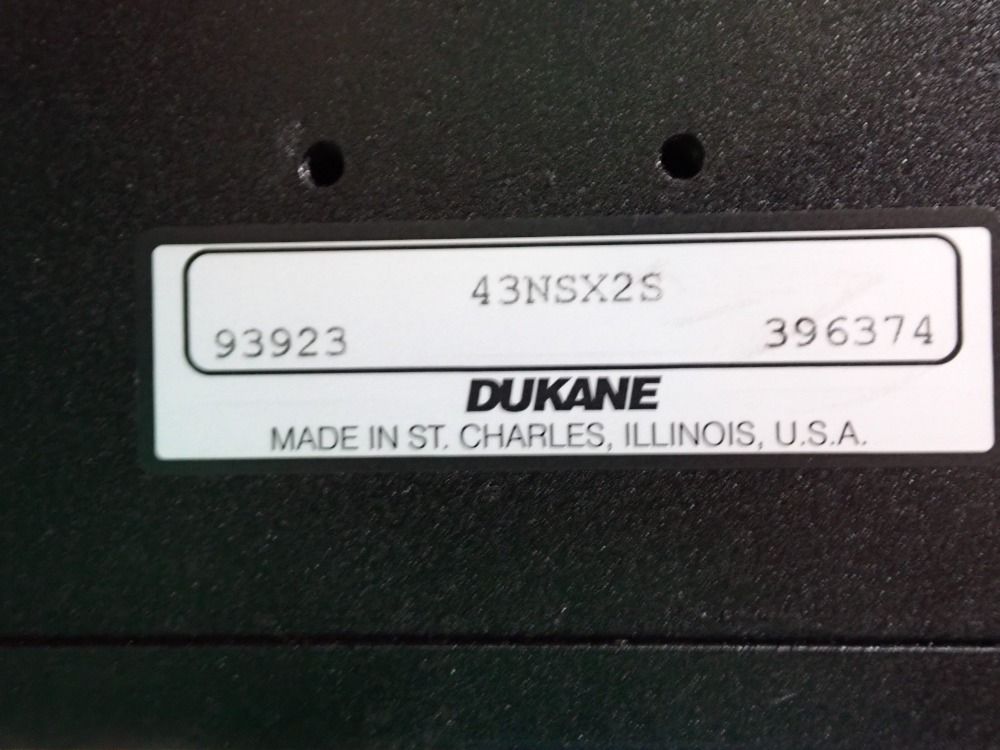 43NSX2S
93923 396374
DUKANE
MADE IN ST. CHARLES, ILLINOIS, U.S.A.